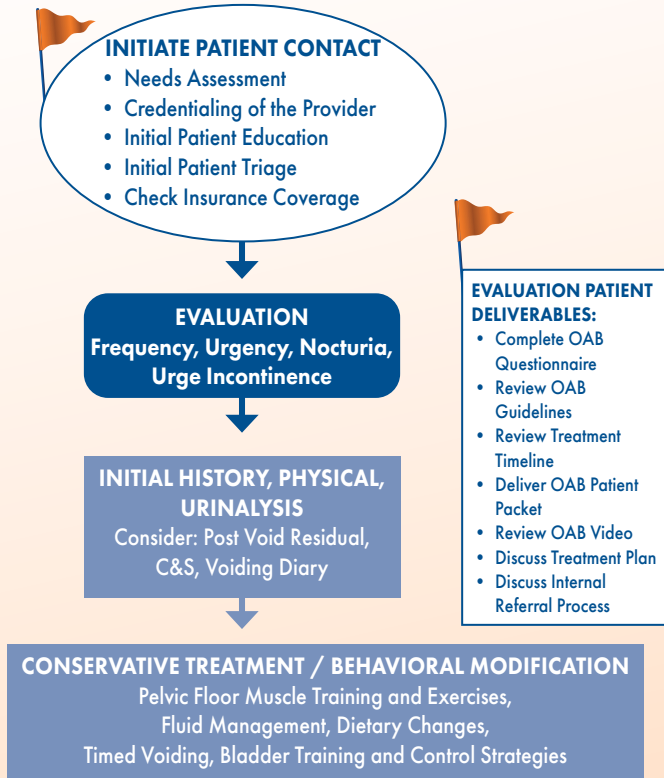 INITIATE PATIENT CONTACT
• Needs Assessment
• Credentialing of the Provider
• Initial Patient Education
• Initial Patient Triage
• Check Insurance Coverage
EVALUATION
Frequency, Urgency, Nocturia,
Urge Incontinence
INITIAL HISTORY, PHYSICAL,
URINALYSIS
Consider: Post Void Residual,
C&S, Voiding Diary
CONSERVATIVE TREATMENT / BEHAVIORAL MODIFICATION
Pelvic Floor Muscle Training and Exercises,
Fluid Management, Dietary Changes,
Timed Voiding, Bladder Training and Control Strategies
EVALUATION PATIENT
DELIVERABLES:
• Complete OAB
Questionnaire
• Review OAB
Guidelines
• Review Treatment
Timeline
• Deliver OAB Patient
Packet
• Review OAB Video
• Discuss Treatment Plan
• Discuss Internal
Referral Process